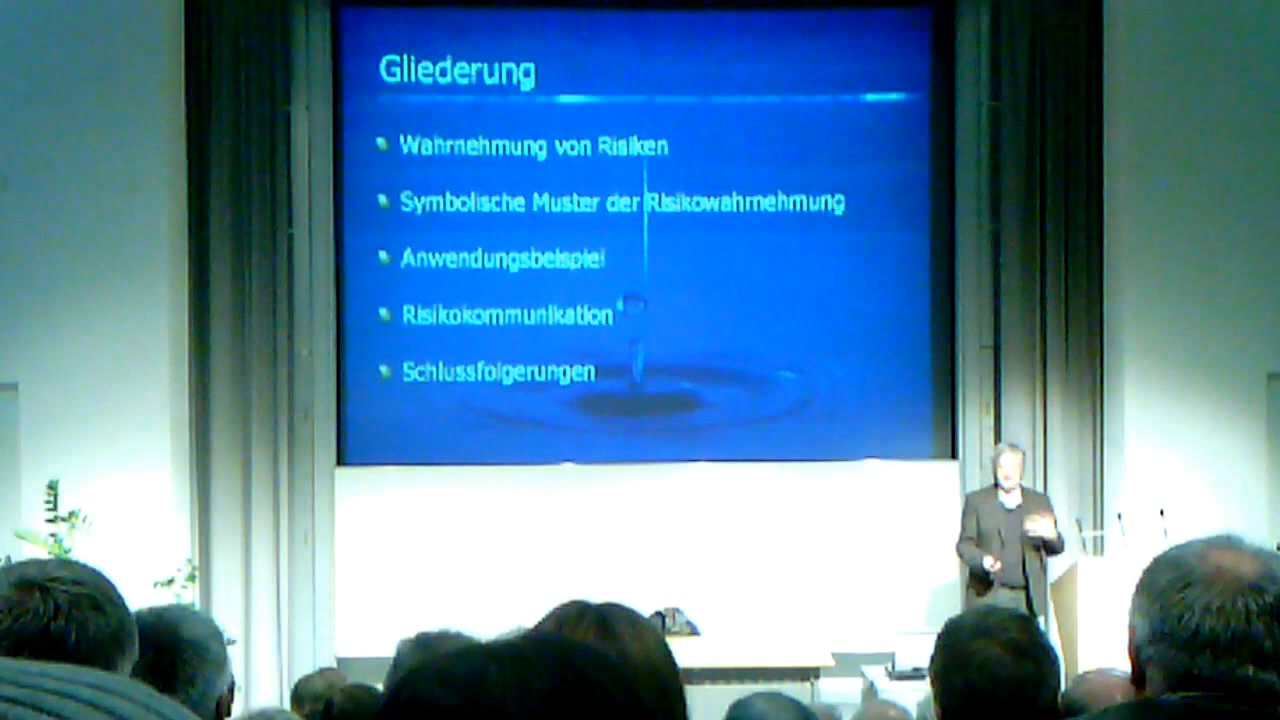 Gliederung
Wahrnehmung von Risiken
Symbolische Muster der Risikowahrnehmung
Anwendungsbeispiel
Risikokommunikation
Schlussfolgerungen